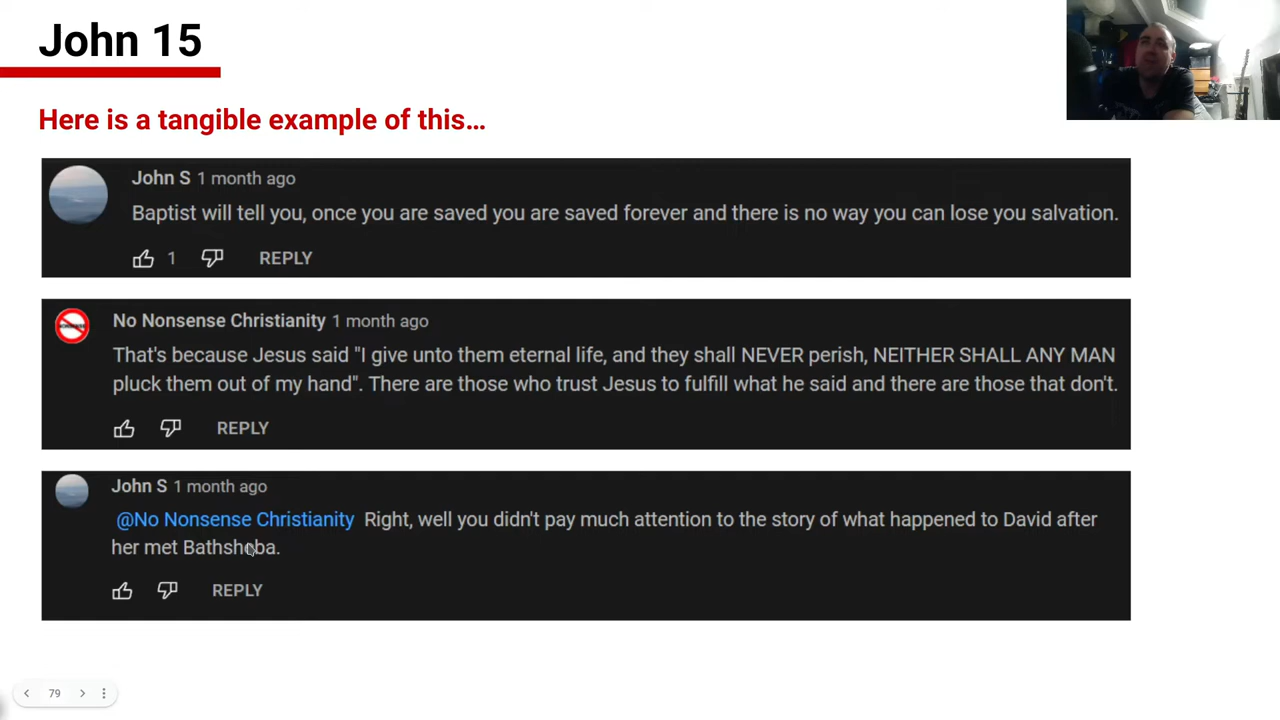 John 15
Here is a tangible example of this...
John S 1 month ago
Baptist will tell you, once you are saved you are saved forever and there is no way you can lose you salvation.
1 REPLY
No Nonsense Christianity 1 month ago
That's because Jesus said "I give unto them eternal life, and they shall NEVER perish, NEITHER SHALL ANY MAN
pluck them out of my hand". There are those who trust Jesus to fulfill what he said and there are those that don't.
REPLY
John S 1 month ago
@No Nonsense Christianity Right, well you didn't pay much attention to the story of what happened to David after
her met Bathshoba.
REPLY
79